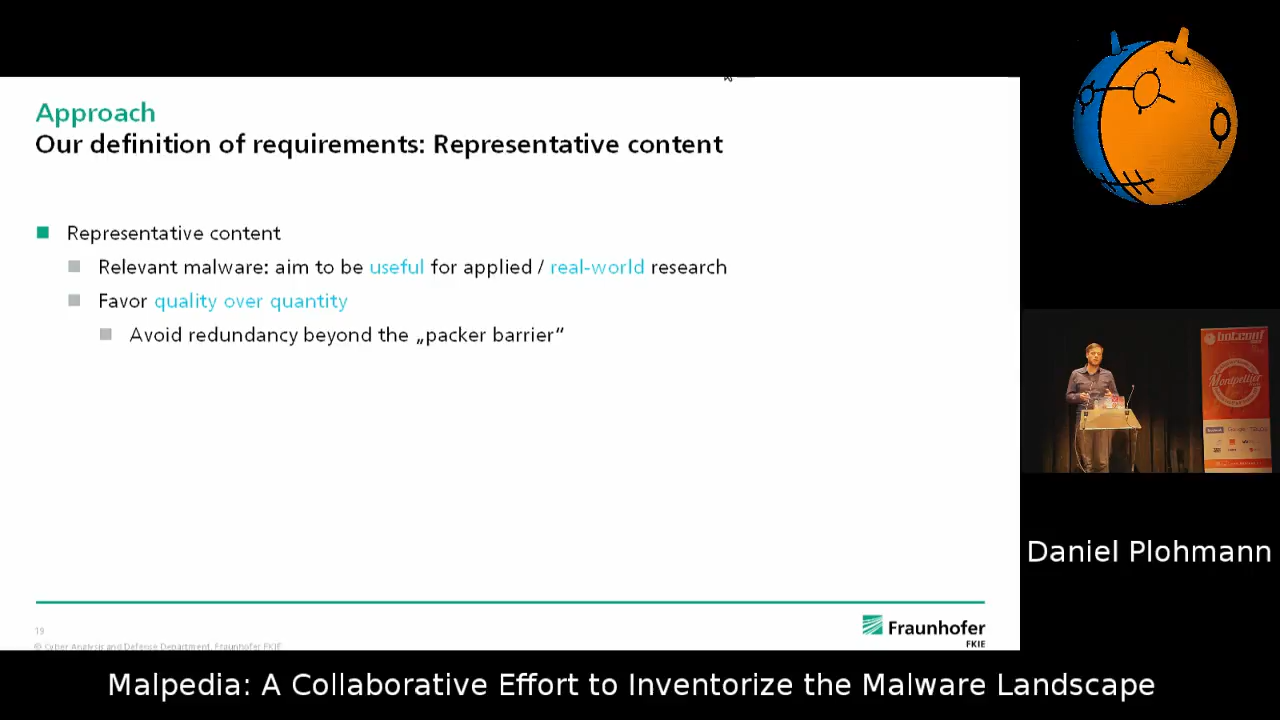 Approach
Our definition of requirements: Representative content
Representative content
Relevant malware: aim to be useful for applied / real-world research
Favor quality over quantity
Avoid redundancy beyond the „packer barrier“
botconf
Montpellier
Daniel Plohmann
19
© Cyber Analysis and Defense Department, Fraunhofer FKIE
Fraunhofer
FKIE
Malpedia: A Collaborative Effort to Inventorize the Malware Landscape